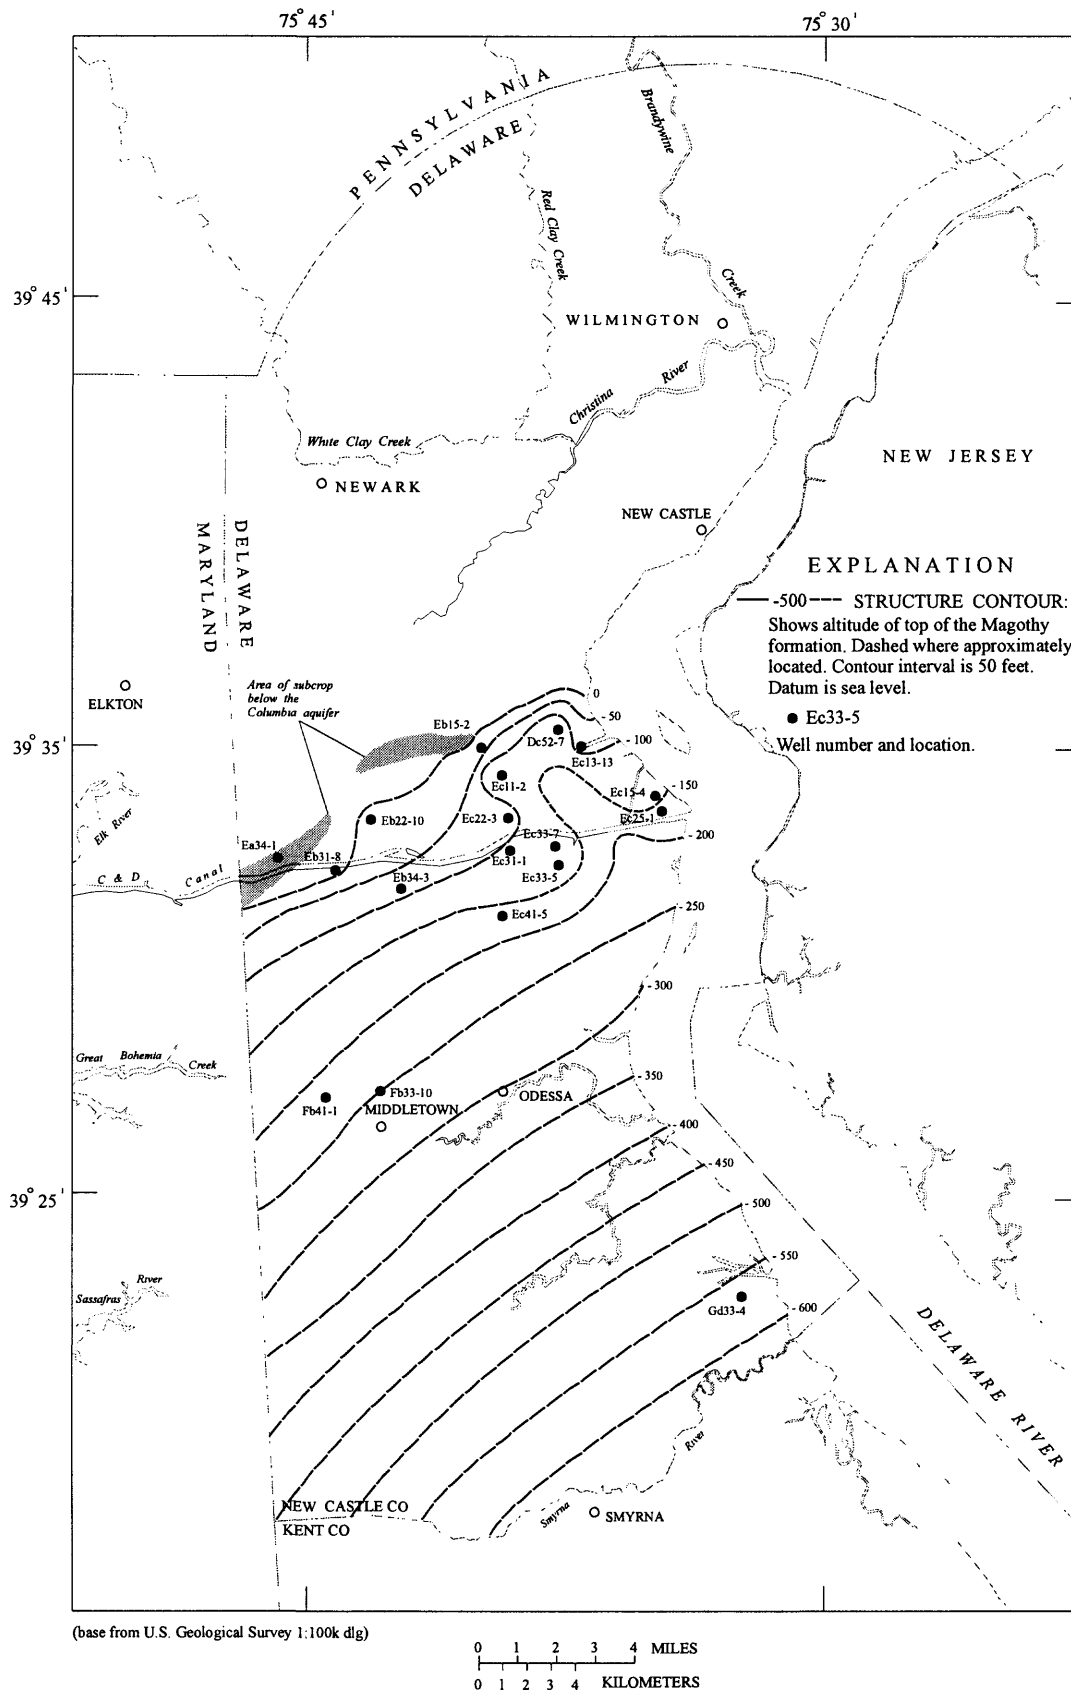 75° 45'
75° 30'
PENNSYLVANIA
DELAWARE
Brandywine
Creek
Red Clay Creek
39° 45'
WILMINGTON
Christina
River
White Clay Creek
NEWARK
NEW JERSEY
NEW CASTLE
DELAWARE
MARYLAND
EXPLANATION
-500 STRUCTURE CONTOUR:
Shows altitude of top of the Magothy
formation. Dashed where approximately
located. Contour interval is 50 feet.
Datum is sea level.
Ec33-5
Well number and location.
ELKTON
Area of subcrop
below the
Columbia aquifer
0
-50
-100
-150
-200
-250
-300
-350
-400
-450
-500
-550
-600
39° 35'
Eb15-2
Dc52-7
Ec13-13
Ec11-2
Ec15-4
Ec25-1
Eb22-10
Ec22-3
Ec33-7
Ea34-1
Eb31-8
Ec31-1
Ec33-5
Eb34-3
Ec41-5
Elk River
C & D
Canal
Great Bohemia
Creek
Fb33-10
Fb41-1
MIDDLETOWN
ODESSA
39° 25'
Sassafras
River
Gd33-4
DELAWARE RIVER
NEW CASTLE CO
KENT CO
Smyrna
River
SMYRNA
(base from U.S. Geological Survey 1:100k dlg)
0 1 2 3 4 MILES
0 1 2 3 4 KILOMETERS